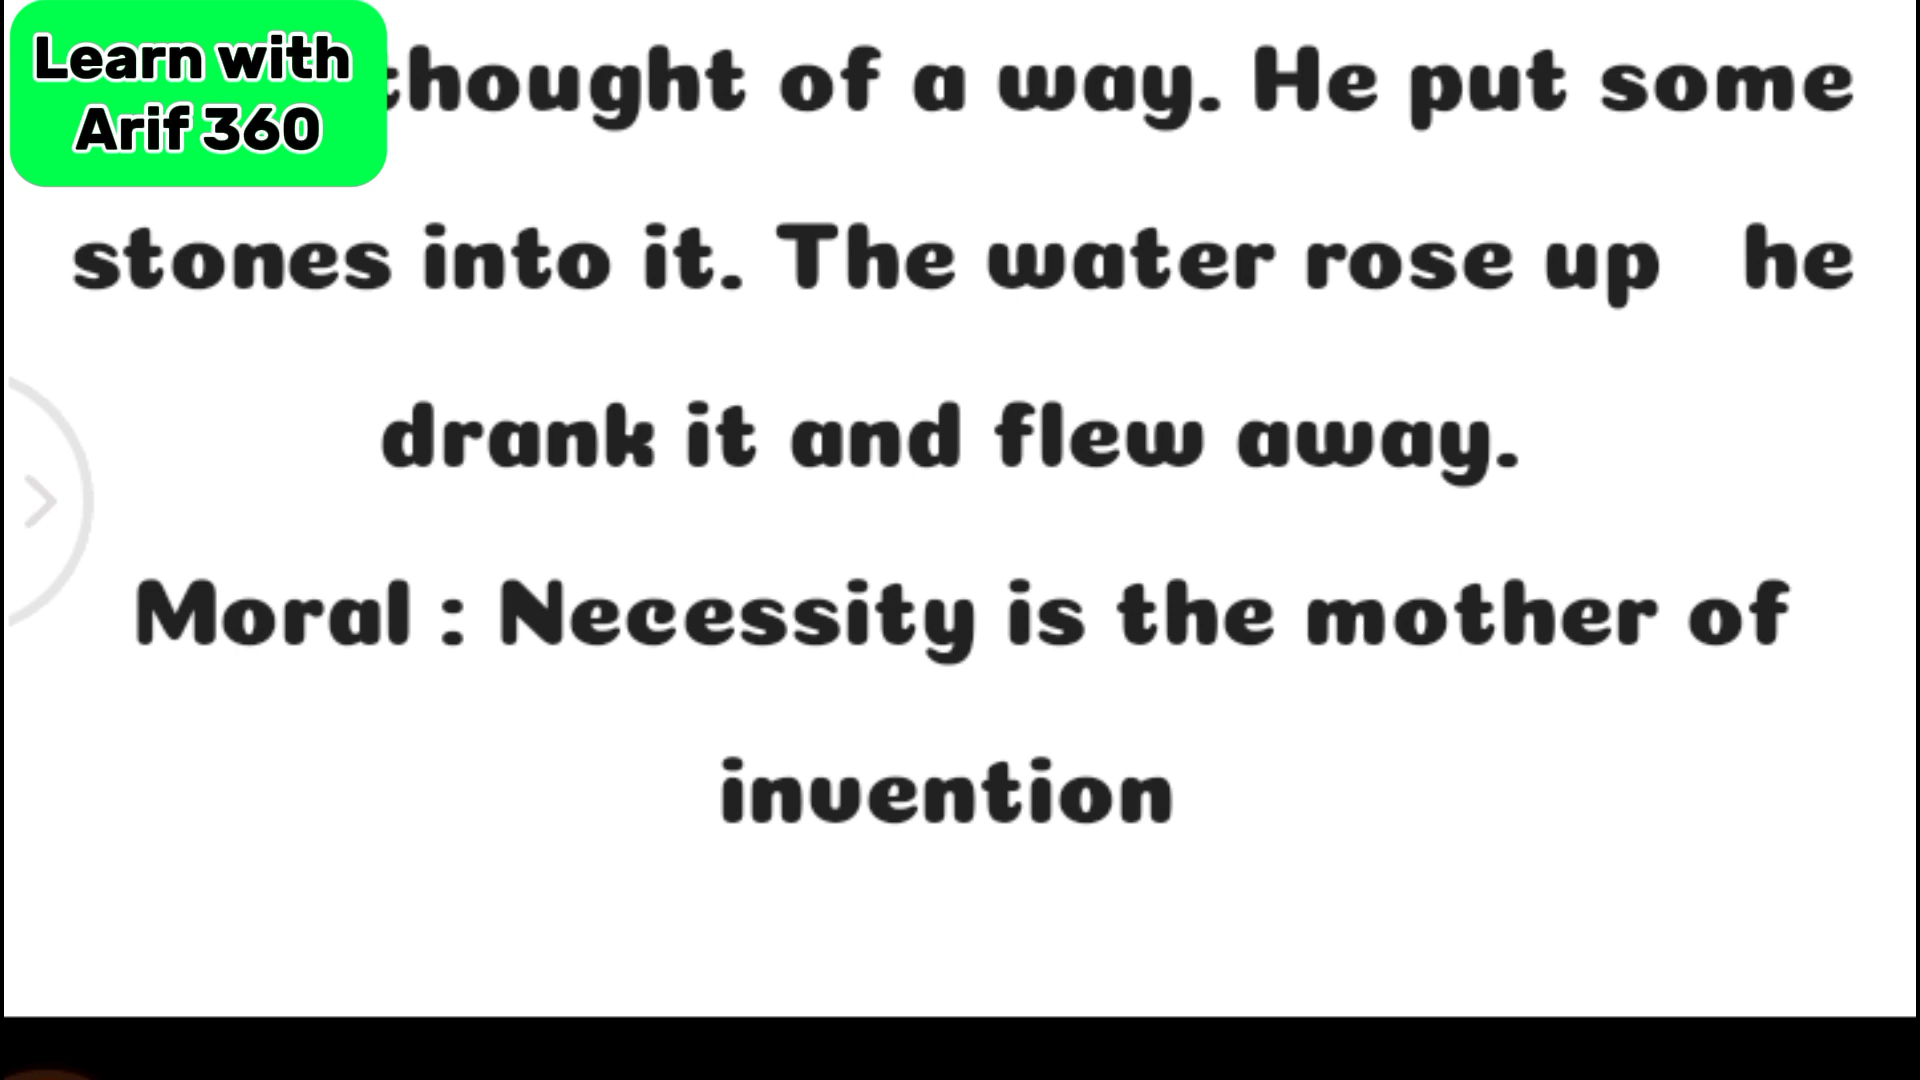 Learn with
Arif 360
thought of a way. He put some
stones into it. The water rose up he
drank it and flew away.
Moral : Necessity is the mother of
invention